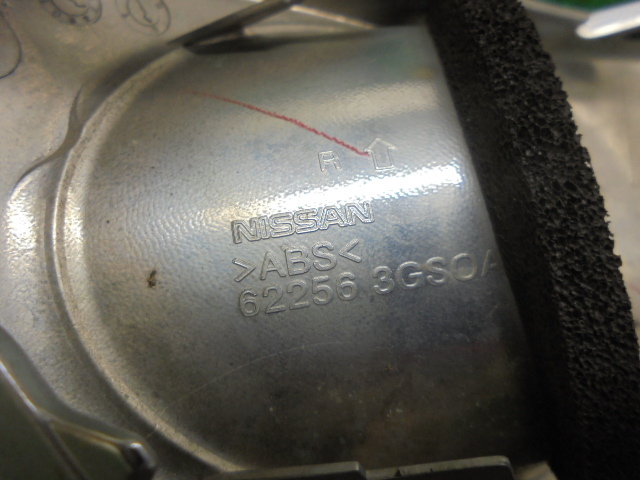 R
NISSAN
>ABS<
62256 3GS0A